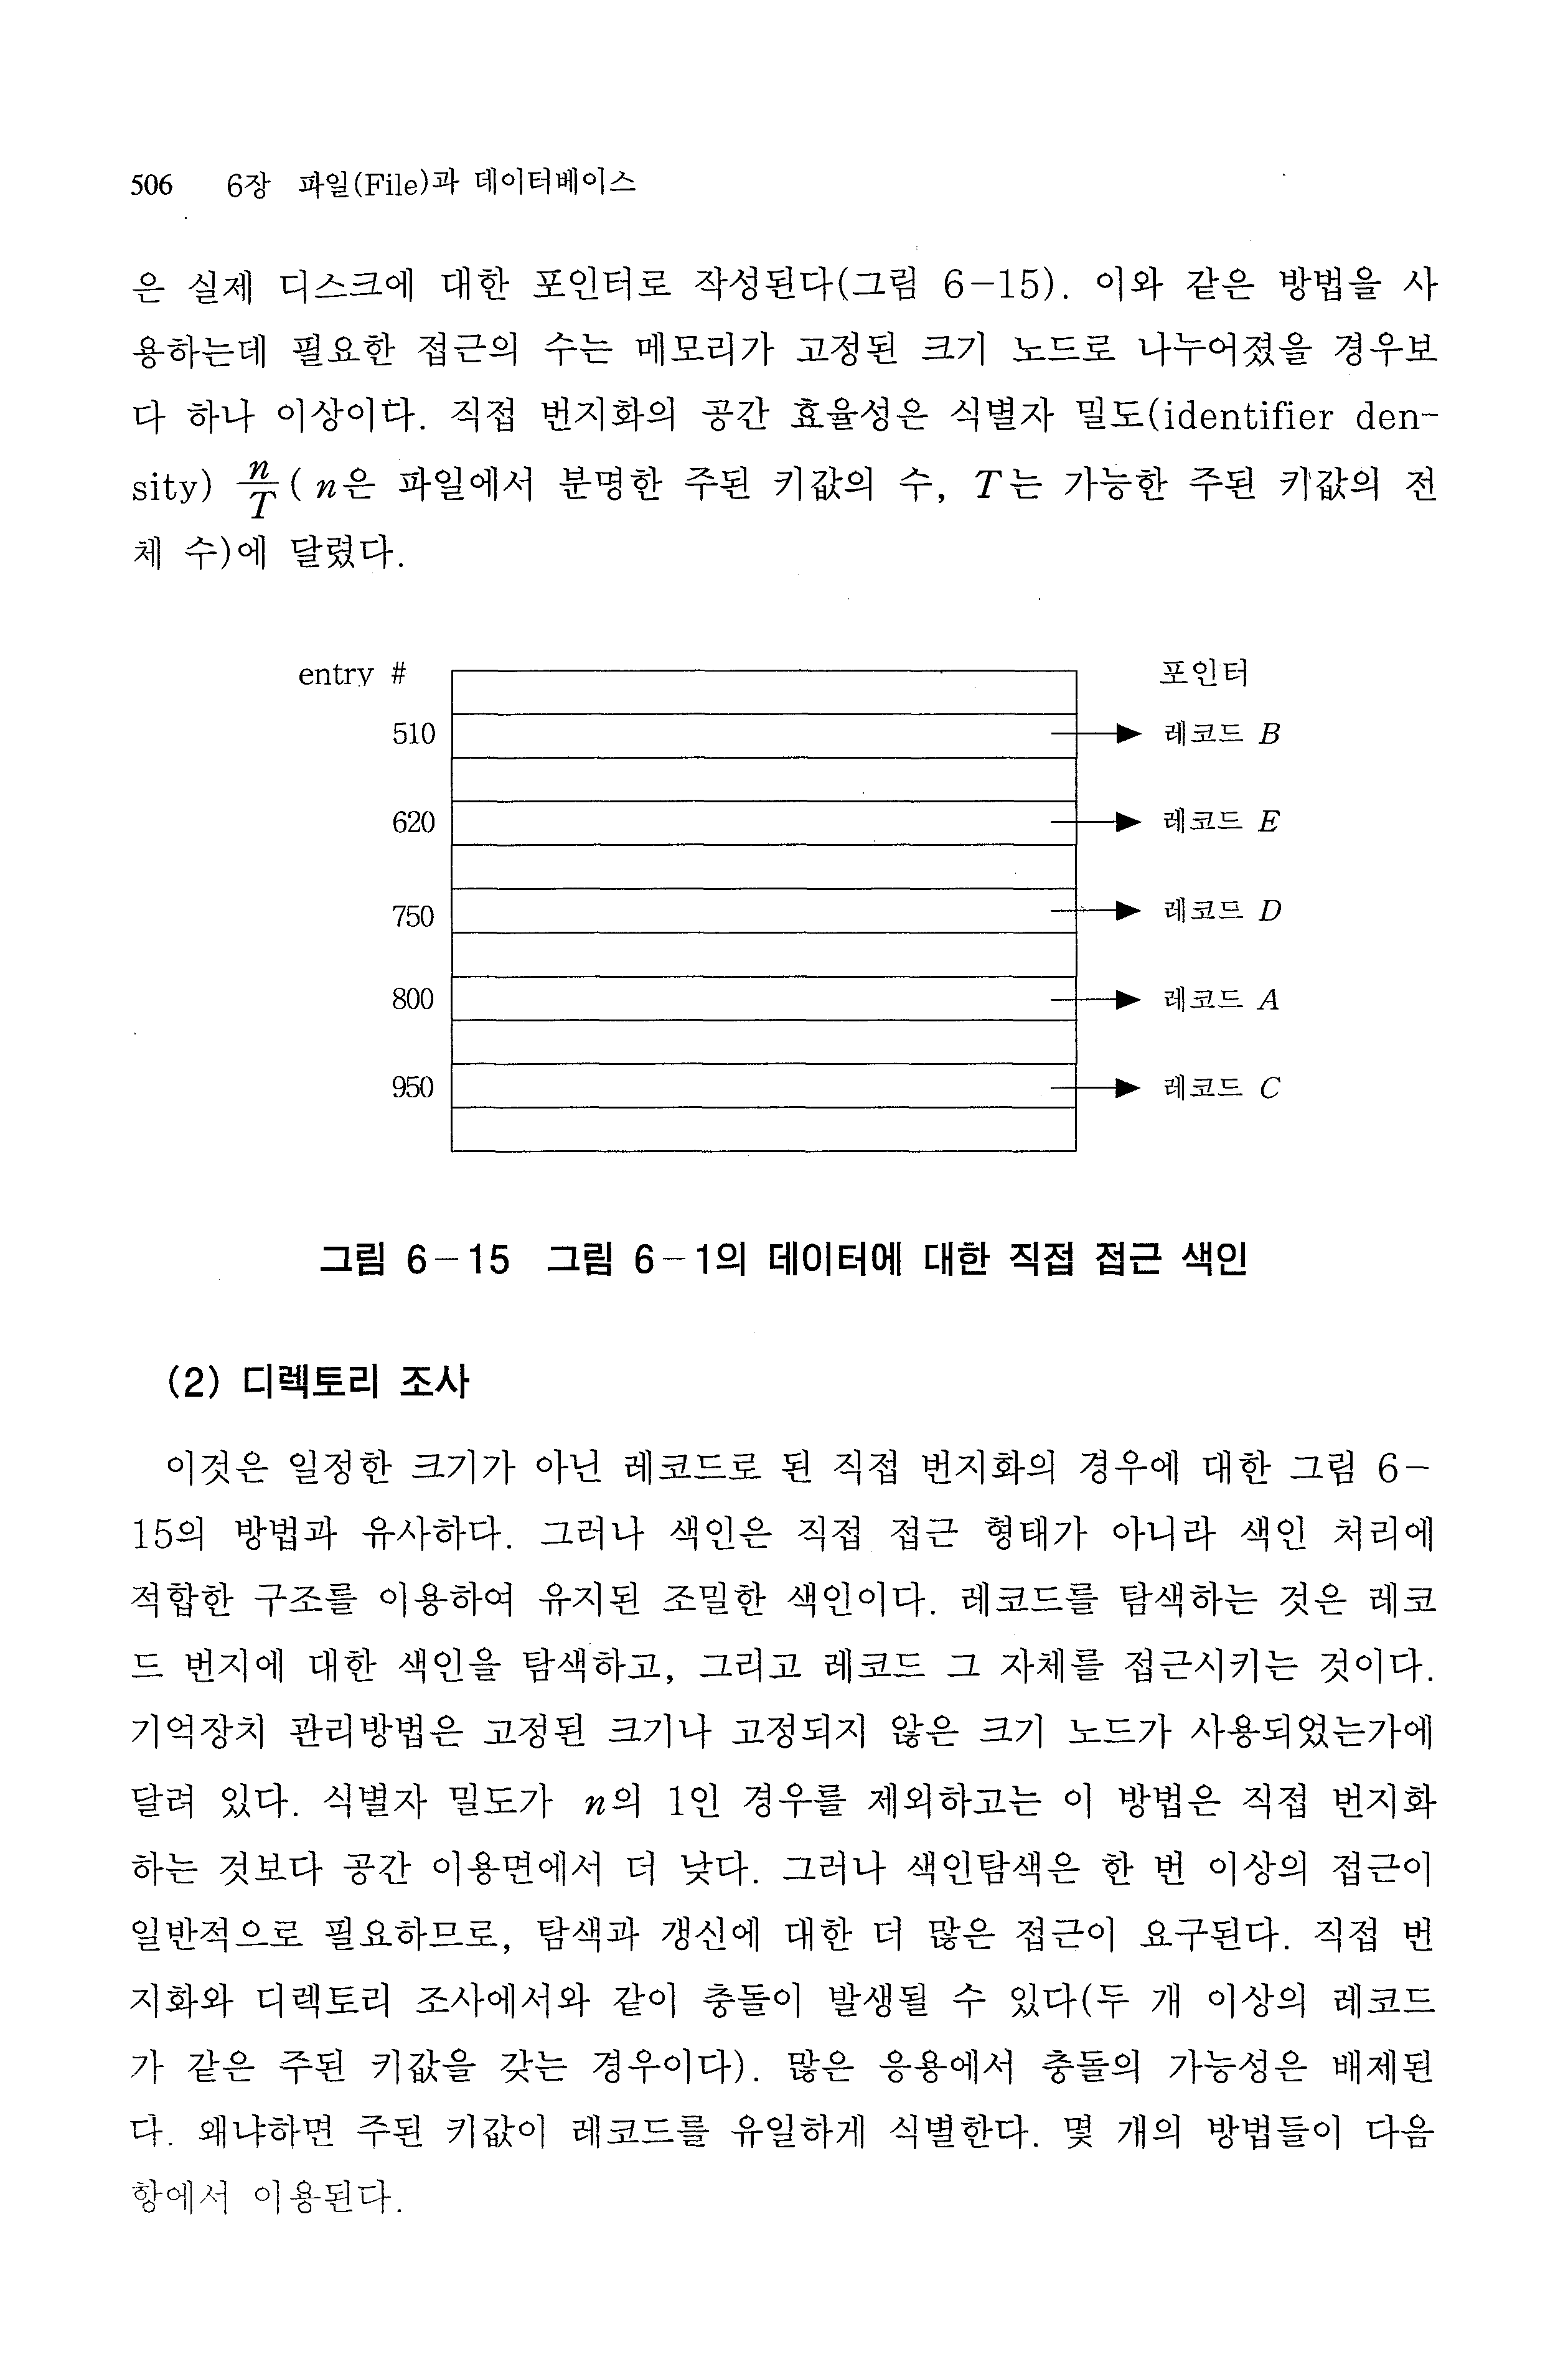 506 6장 파일(File)과 데이터베이스
은 실제 디스크에 대한 포인터로 작성된다(그림 6-15). 이와 같은 방법을 사
용하는데 필요한 접근의 수는 메모리가 고정된 크기 노드로 나누어졌을 경우보
다 하나 이상이다. 직접 번지화의 공간 효율성은 식별자 밀도(identifier den-
sity) n/T ( n은 파일에서 분명한 주된 키값의 수, T는 가능한 주된 키값의 전
체 수)에 달렸다.
entry # 포인터
510 레코드 B
620 레코드 E
750 레코드 D
800 레코드 A
950 레코드 C
그림 6-15 그림 6-1의 데이터에 대한 직접 접근 색인
(2) 디렉토리 조사
이것은 일정한 크기가 아닌 레코드로 된 직접 번지화의 경우에 대한 그림 6-
15의 방법과 유사하다. 그러나 색인은 직접 접근 형태가 아니라 색인 처리에
적합한 구조를 이용하여 유지된 조밀한 색인이다. 레코드를 탐색하는 것은 레코
드 번지에 대한 색인을 탐색하고, 그리고 레코드 그 자체를 접근시키는 것이다.
기억장치 관리방법은 고정된 크기나 고정되지 않은 크기 노드가 사용되었는가에
달려 있다. 식별자 밀도가 n의 1인 경우를 제외하고는 이 방법은 직접 번지화
하는 것보다 공간 이용면에서 더 낮다. 그러나 색인탐색은 한 번 이상의 접근이
일반적으로 필요하므로, 탐색과 갱신에 대한 더 많은 접근이 요구된다. 직접 번
지화와 디렉토리 조사에서와 같이 충돌이 발생될 수 있다(두 개 이상의 레코드
가 같은 주된 키값을 갖는 경우이다). 많은 응용에서 충돌의 가능성은 배제된
다. 왜냐하면 주된 키값이 레코드를 유일하게 식별한다. 몇 개의 방법들이 다음
항에서 이용된다.